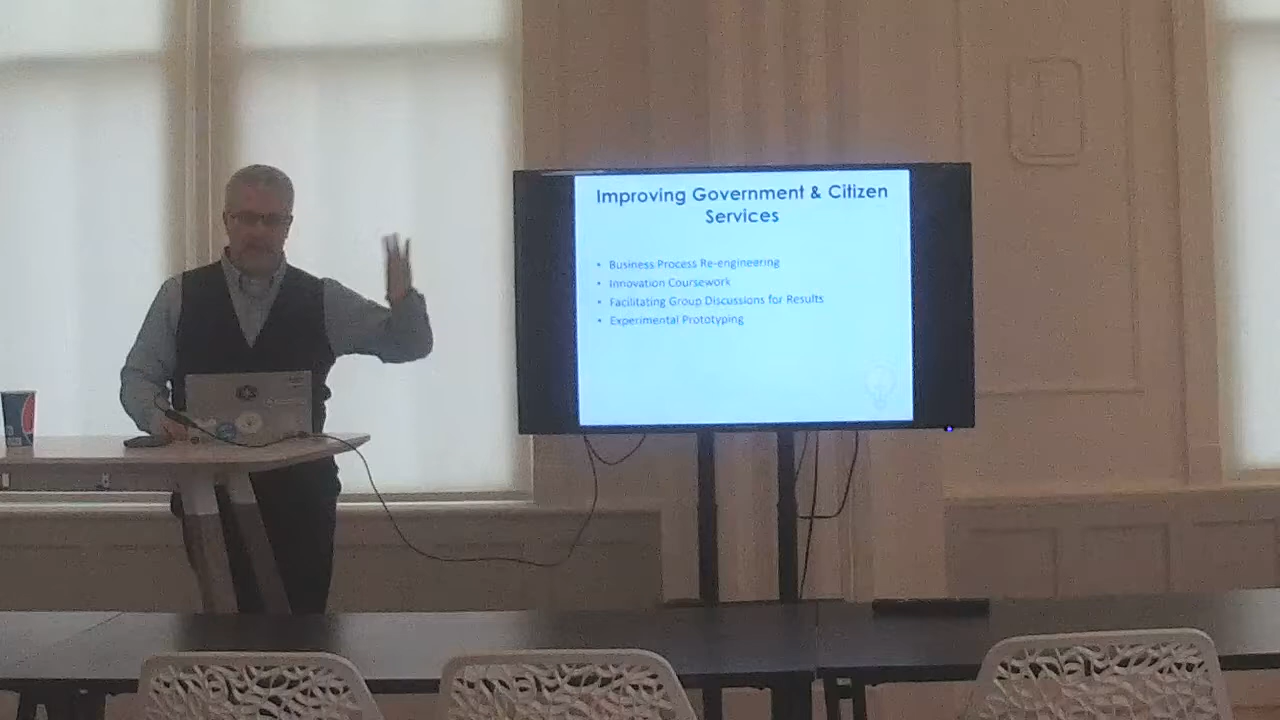 Improving Government & Citizen
Services
• Business Process Re-engineering
• Innovation Coursework
• Facilitating Group Discussions for Results
• Experimental Prototyping